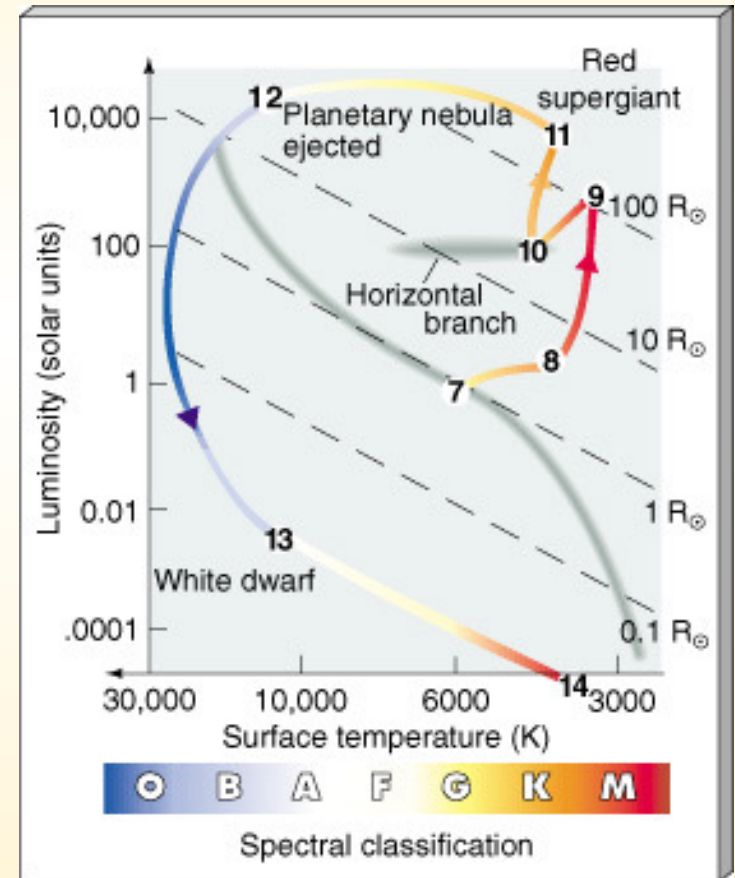 Red
supergiant
12
Planetary nebula
ejected
11
10,000
9
100 R☉
100
10
Horizontal
branch
10 R☉
8
1
7
Luminosity (solar units)
0.01
1 R☉
13
White dwarf
.0001
0.1 R☉
14
30,000
10,000
6000
3000
Surface temperature (K)
O B A F G K M
Spectral classification